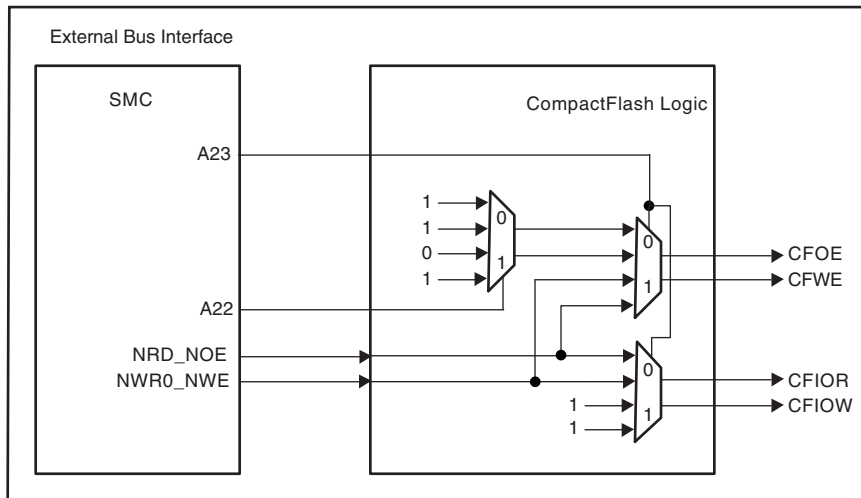 External Bus Interface
SMC
CompactFlash Logic
A23
1
1
0
1
0
1
0
1
CFOE
CFWE
A22
NRD_NOE
NWR0_NWE
0
1
1
1
CFIOR
CFIOW